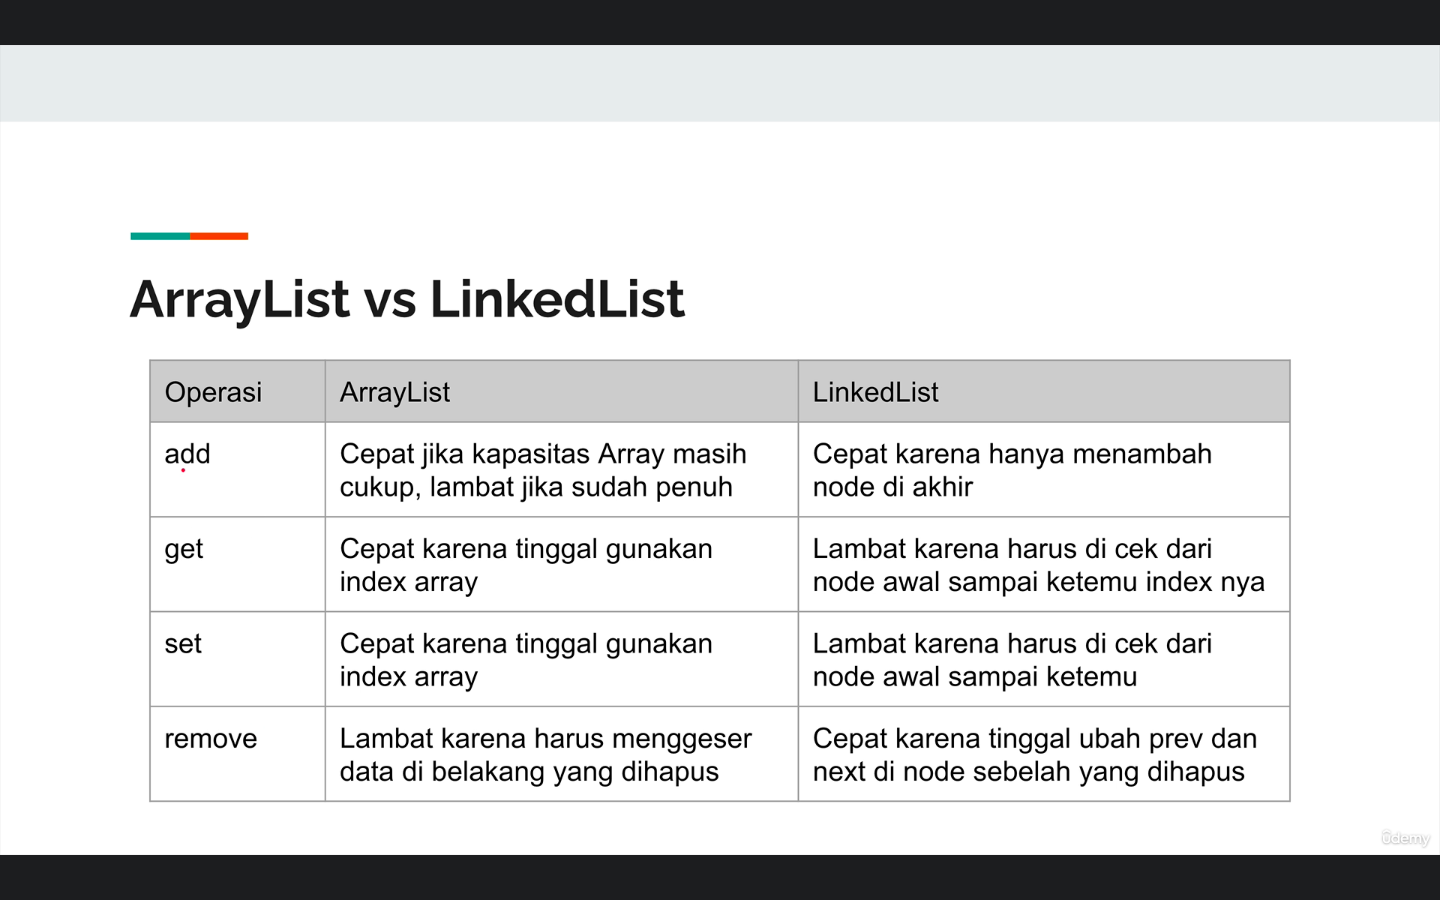 ArrayList vs LinkedList
Operasi
ArrayList
LinkedList
add
Cepat jika kapasitas Array masih
cukup, lambat jika sudah penuh
Cepat karena hanya menambah
node di akhir
get
Cepat karena tinggal gunakan
index array
Lambat karena harus di cek dari
node awal sampai ketemu index nya
set
Cepat karena tinggal gunakan
index array
Lambat karena harus di cek dari
node awal sampai ketemu
remove
Lambat karena harus menggeser
data di belakang yang dihapus
Cepat karena tinggal ubah prev dan
next di node sebelah yang dihapus
ûdemy